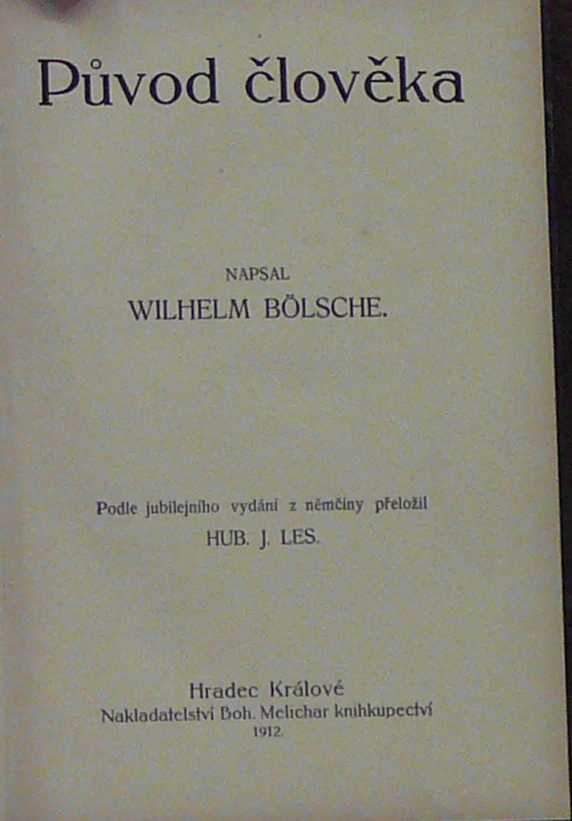 Původ člověka
NAPSAL
WILHELM BÖLSCHE.
Podle jubilejního vydání z němčiny přeložil
HUB. J. LES.
Hradec Králové
Nakladatelství Boh. Melichar knihkupectví
1912.